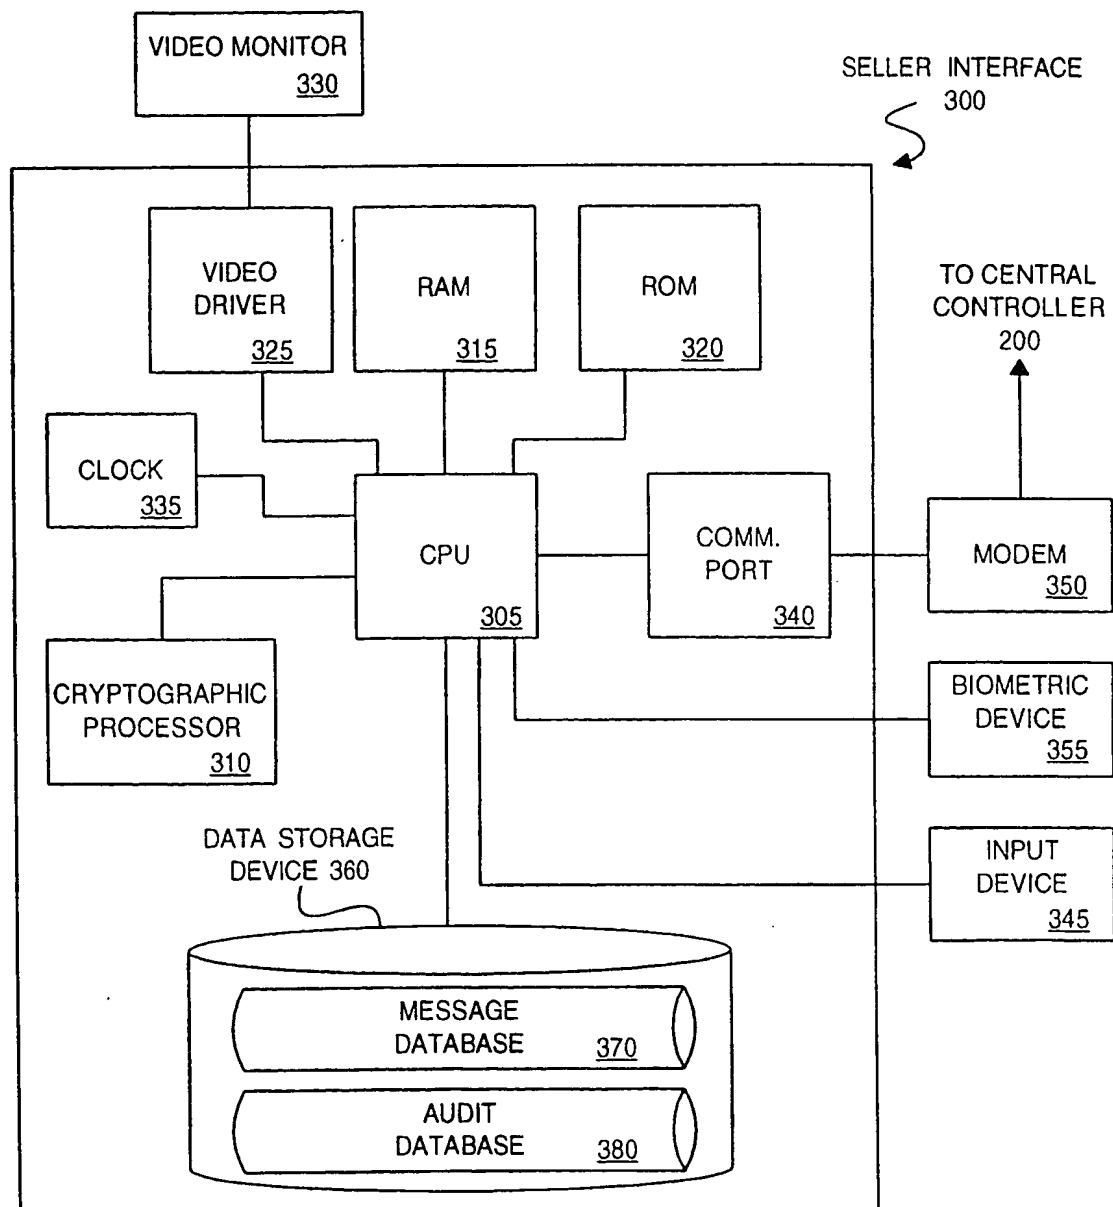 VIDEO MONITOR
330
SELLER INTERFACE
300
VIDEO
DRIVER
325
RAM
315
ROM
320
TO CENTRAL
CONTROLLER
200
CLOCK
335
CPU
305
COMM.
PORT
340
MODEM
350
CRYPTOGRAPHIC
PROCESSOR
310
BIOMETRIC
DEVICE
355
DATA STORAGE
DEVICE 360
INPUT
DEVICE
345
MESSAGE
DATABASE 370
AUDIT
DATABASE 380